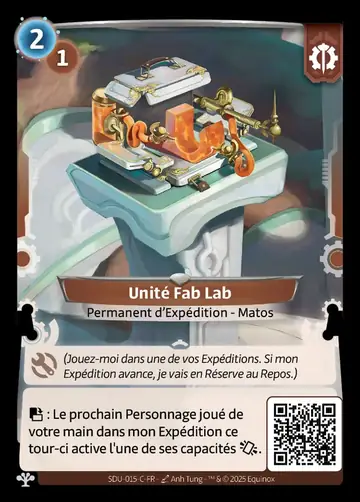 2
1
Unité Fab Lab
Permanent d'Expédition - Matos
(Jouez-moi dans une de vos Expéditions. Si mon
Expédition avance, je vais en Réserve au Repos.)
: Le prochain Personnage joué de
votre main dans mon Expédition ce
tour-ci active l'une de ses capacités .
SDU-015-C-FR - Anh Tung - ™ & © 2025 Equinox